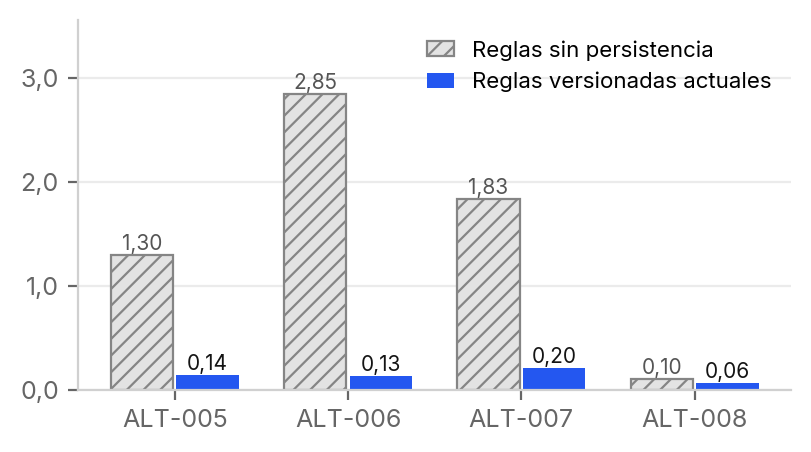 Reglas sin persistencia
Reglas versionadas actuales
3,0
2,0
1,0
0,0
1,30
0,14
2,85
0,13
1,83
0,20
0,10
0,06
ALT-005
ALT-006
ALT-007
ALT-008